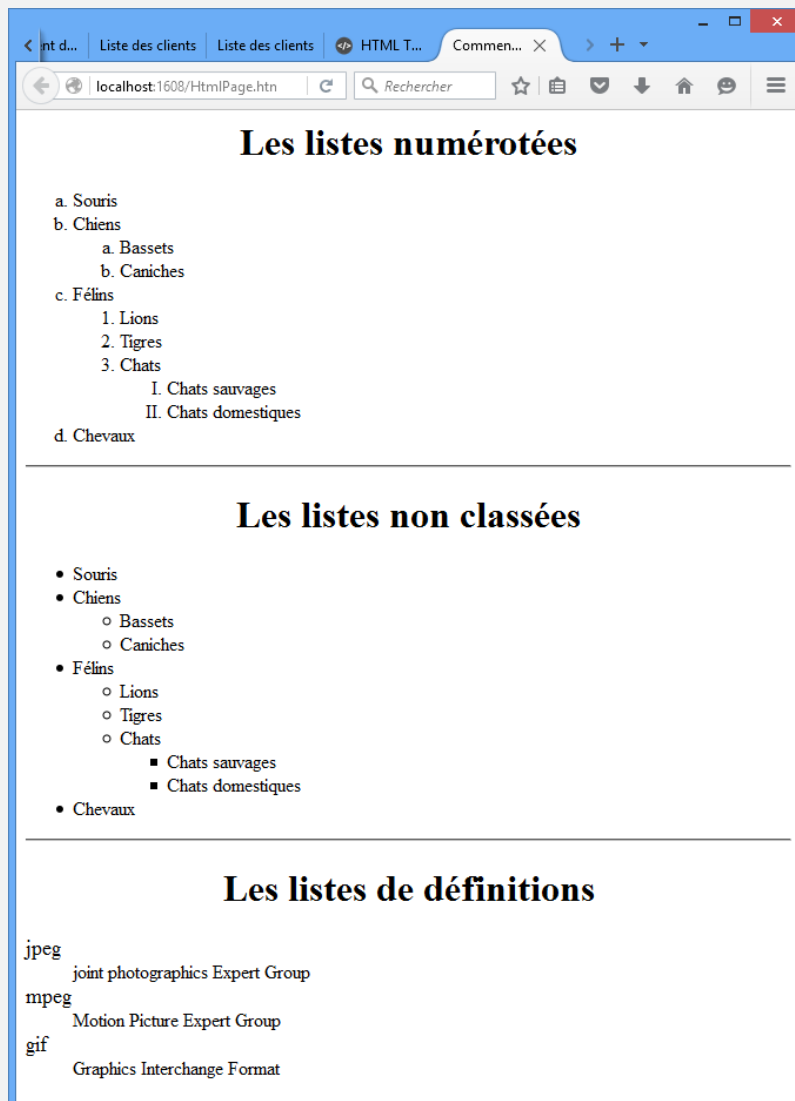 nt d...
Liste des clients
Liste des clients
HTML T...
Commen...
localhost:1608/HtmlPage.htn
Rechercher
Les listes numérotées
a. Souris
b. Chiens
a. Bassets
b. Caniches
c. Félins
1. Lions
2. Tigres
3. Chats
I. Chats sauvages
II. Chats domestiques
d. Chevaux
Les listes non classées
Souris
Chiens
Bassets
Caniches
Félins
Lions
Tigres
Chats
Chats sauvages
Chats domestiques
Chevaux
Les listes de définitions
jpeg
joint photographics Expert Group
mpeg
Motion Picture Expert Group
gif
Graphics Interchange Format